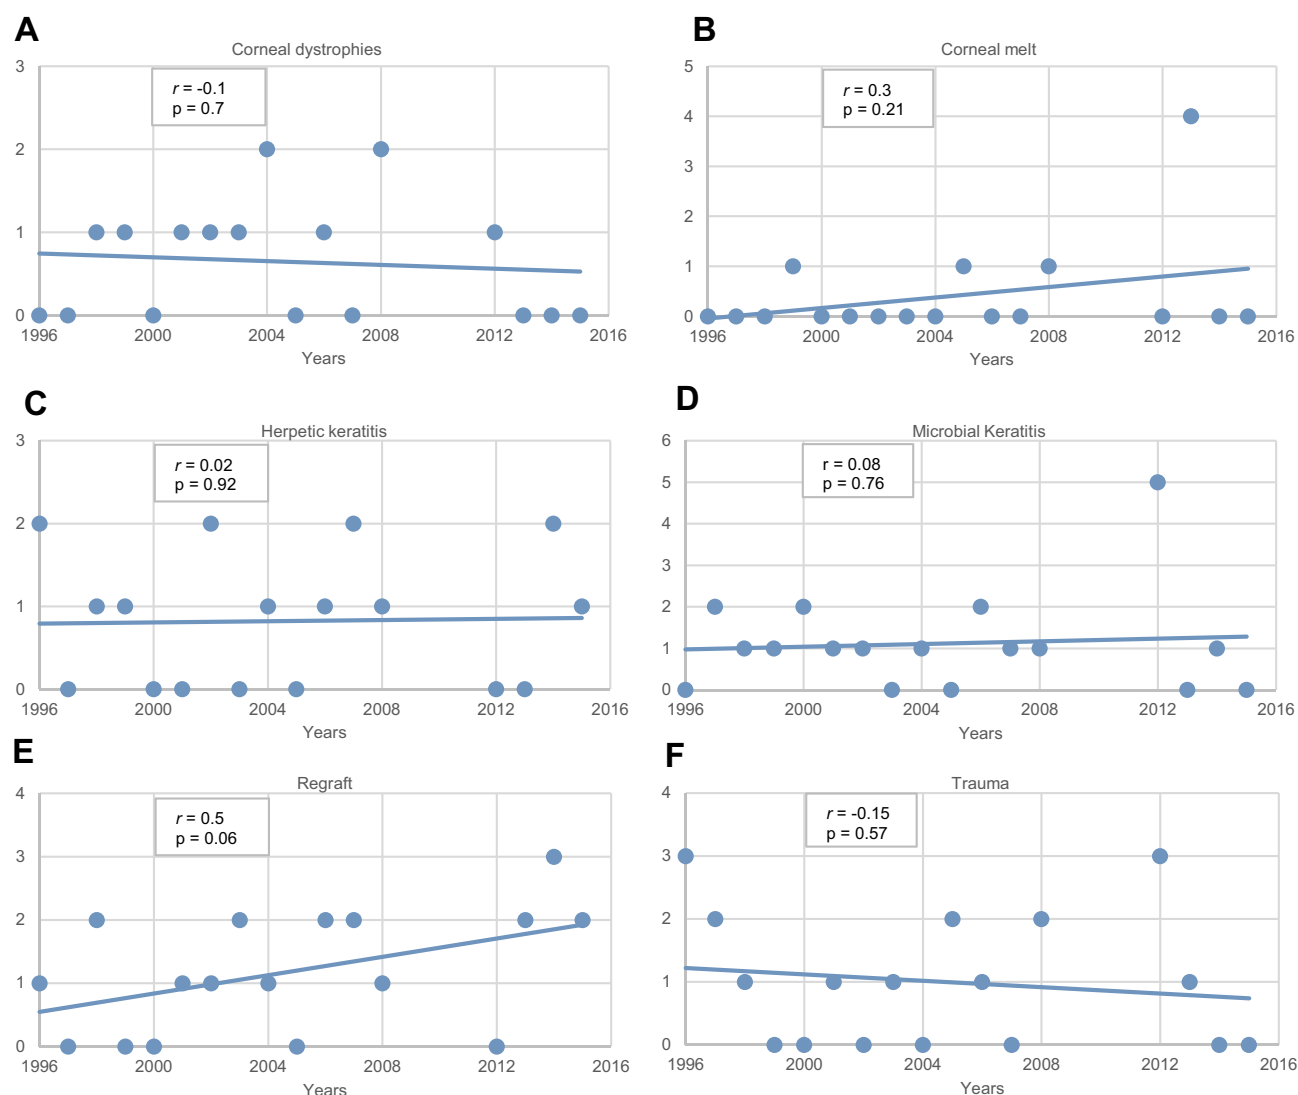 A
Corneal dystrophies
3
r = -0.1
p = 0.7
2
1
0
1996 2000 2004 2008 2012 2016
Years
B
Corneal melt
5
r = 0.3
p = 0.21
4
3
2
1
0
1996 2000 2004 2008 2012 2016
Years
C
Herpetic keratitis
3
r = 0.02
p = 0.92
2
1
0
1996 2000 2004 2008 2012 2016
Years
D
Microbial Keratitis
6
r = 0.08
p = 0.76
5
4
3
2
1
0
1996 2000 2004 2008 2012 2016
Years
E
Regraft
4
r = 0.5
p = 0.06
3
2
1
0
1996 2000 2004 2008 2012 2016
Years
F
Trauma
4
r = -0.15
p = 0.57
3
2
1
0
1996 2000 2004 2008 2012 2016
Years